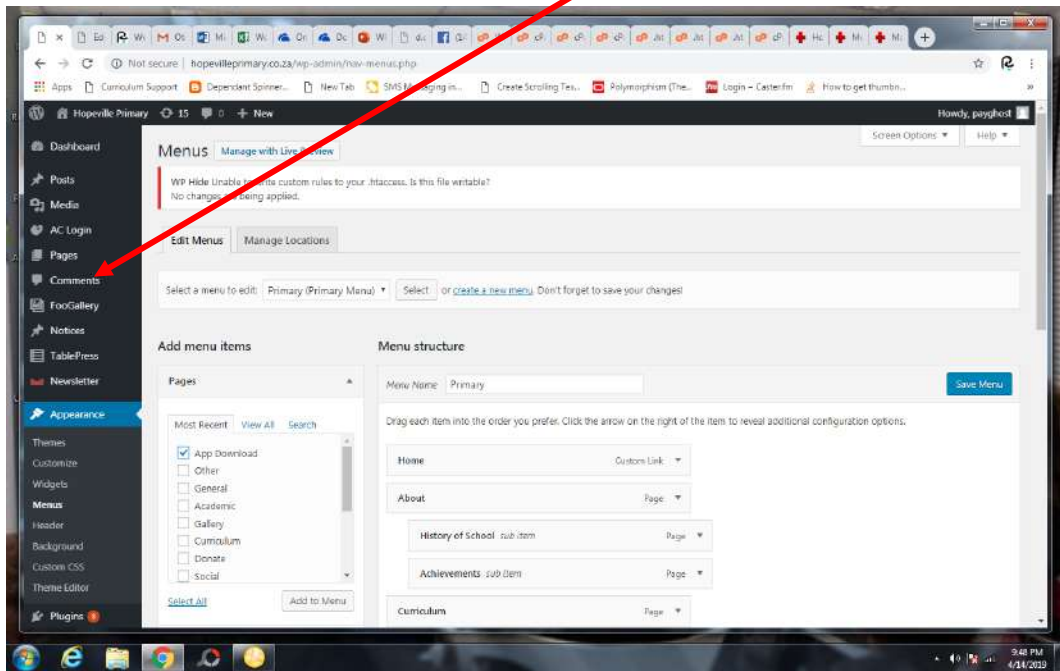 Not secure | hopevilleprimary.co.za/wp-admin/nav-menus.php
Apps Curriculum Support Dependant Spinner... New Tab SMS Messaging in... Create Scrolling Tex... Polymorphism (The... Login – Caster.fm How to get thumbn...
Hopeville Primary 15 0 + New Howdy, payghost
Screen Options Help
Dashboard
Posts
Media
AC Login
Pages
Comments
FooGallery
Notices
TablePress
Newsletter
Appearance
Themes
Customize
Widgets
Menus
Header
Background
Custom CSS
Theme Editor
Plugins 1
Menus Manage with Live Preview
WP Hide Unable to write custom rules to your .htaccess. Is this file writable?
No changes are being applied.
Edit Menus Manage Locations
Select a menu to edit: Primary (Primary Menu) Select or create a new menu. Don't forget to save your changes!
Add menu items
Pages
Most Recent View All Search
App Download
Other
General
Academic
Gallery
Curriculum
Donate
Social
Select All Add to Menu
Menu structure
Menu Name Primary Save Menu
Drag each item into the order you prefer. Click the arrow on the right of the item to reveal additional configuration options.
Home Custom Link
About Page
History of School sub item Page
Achievements sub item Page
Curriculum Page
9:48 PM
4/14/2019